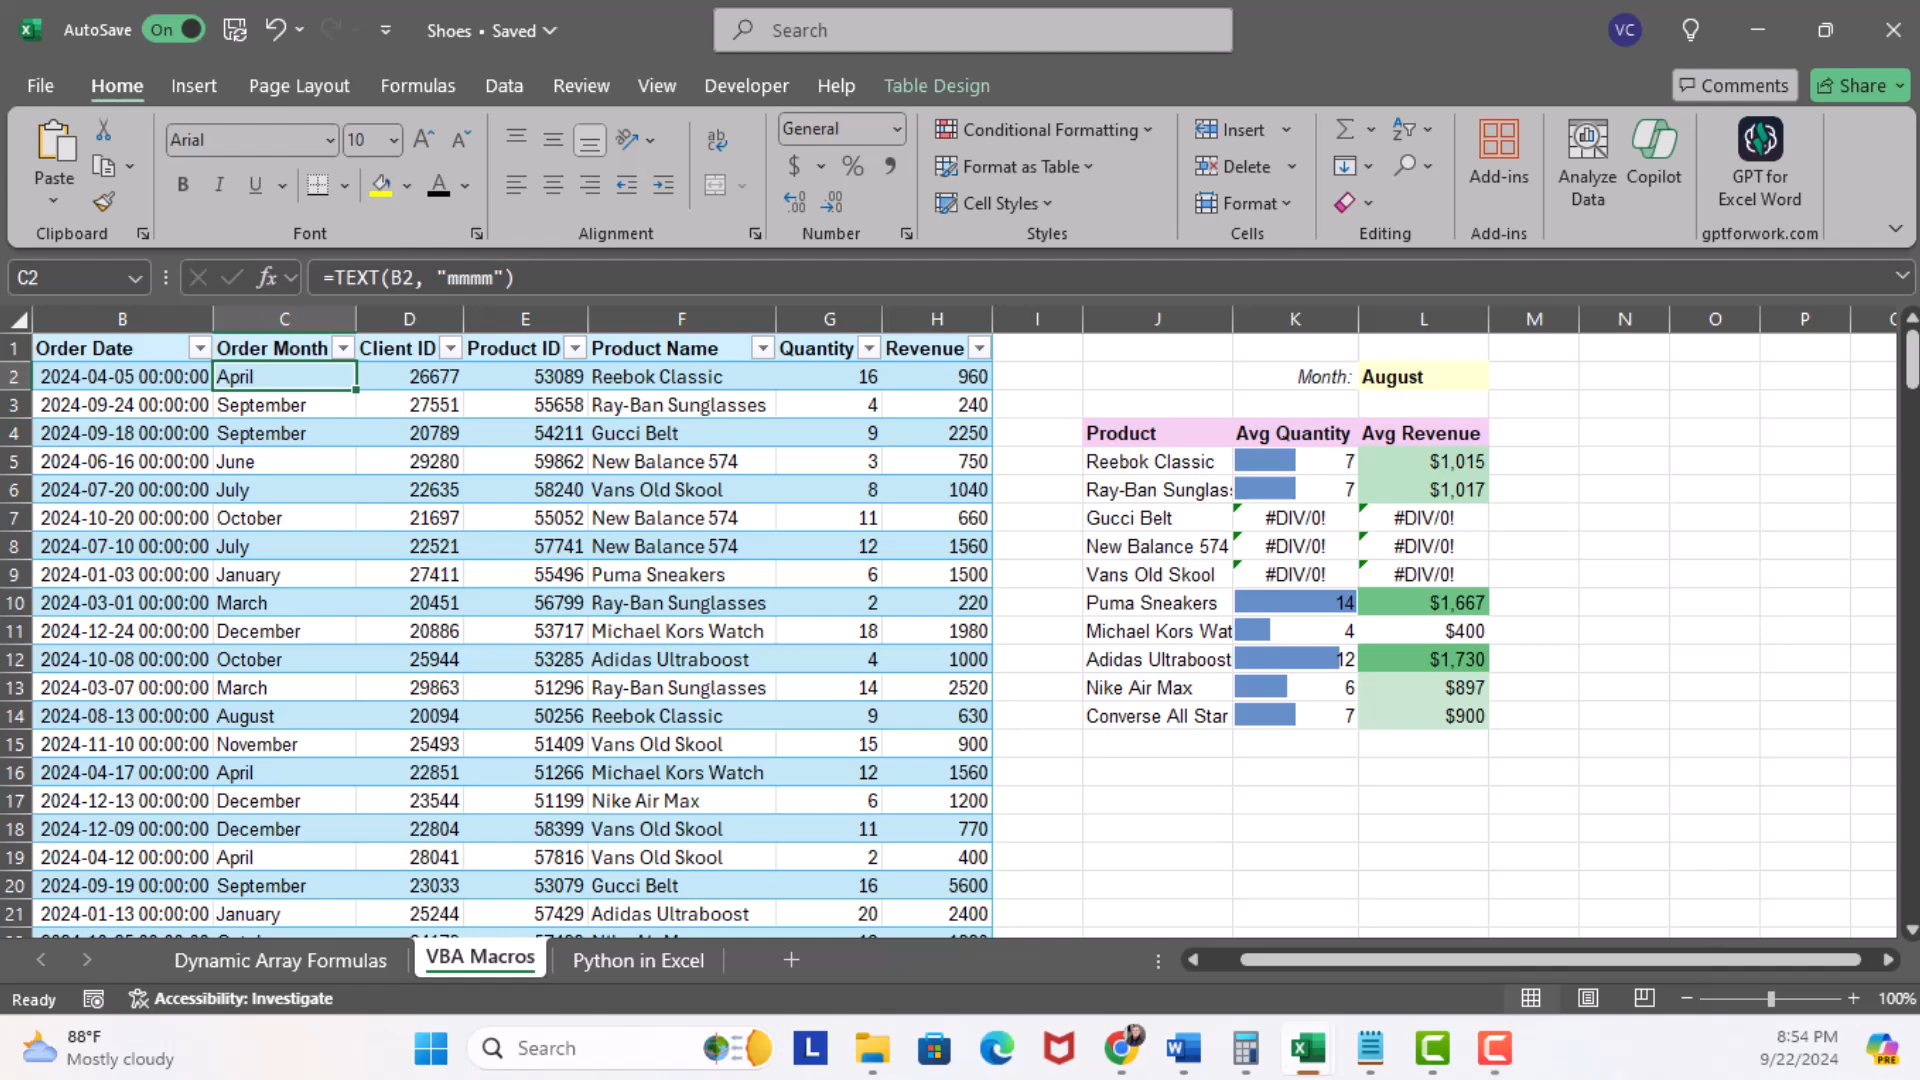 AutoSave On Shoes • Saved Search VC
File Home Insert Page Layout Formulas Data Review View Developer Help Table Design Comments Share
Paste
Arial 10
B I U A
ab
General
$ % 9
Conditional Formatting
Format as Table
Cell Styles
Insert
Delete
Format
Add-ins
Analyze Data
Copilot
GPT for Excel Word
Clipboard Font Alignment Number Styles Cells Editing Add-ins gptforwork.com
C2 fx =TEXT(B2, "mmmm")
B C D E F G H I J K L M N O P
1 Order Date Order Month Client ID Product ID Product Name Quantity Revenue
2 2024-04-05 00:00:00 April 26677 53089 Reebok Classic 16 960 Month: August
3 2024-09-24 00:00:00 September 27551 55658 Ray-Ban Sunglasses 4 240
4 2024-09-18 00:00:00 September 20789 54211 Gucci Belt 9 2250 Product Avg Quantity Avg Revenue
5 2024-06-16 00:00:00 June 29280 59862 New Balance 574 3 750 Reebok Classic 7 $1,015
6 2024-07-20 00:00:00 July 22635 58240 Vans Old Skool 8 1040 Ray-Ban Sunglas 7 $1,017
7 2024-10-20 00:00:00 October 21697 55052 New Balance 574 11 660 Gucci Belt #DIV/0! #DIV/0!
8 2024-07-10 00:00:00 July 22521 57741 New Balance 574 12 1560 New Balance 574 #DIV/0! #DIV/0!
9 2024-01-03 00:00:00 January 27411 55496 Puma Sneakers 6 1500 Vans Old Skool #DIV/0! #DIV/0!
10 2024-03-01 00:00:00 March 20451 56799 Ray-Ban Sunglasses 2 220 Puma Sneakers 14 $1,667
11 2024-12-24 00:00:00 December 20886 53717 Michael Kors Watch 18 1980 Michael Kors Wat 4 $400
12 2024-10-08 00:00:00 October 25944 53285 Adidas Ultraboost 4 1000 Adidas Ultraboost 12 $1,730
13 2024-03-07 00:00:00 March 29863 51296 Ray-Ban Sunglasses 14 2520 Nike Air Max 6 $897
14 2024-08-13 00:00:00 August 20094 50256 Reebok Classic 9 630 Converse All Star 7 $900
15 2024-11-10 00:00:00 November 25493 51409 Vans Old Skool 15 900
16 2024-04-17 00:00:00 April 22851 51266 Michael Kors Watch 12 1560
17 2024-12-13 00:00:00 December 23544 51199 Nike Air Max 6 1200
18 2024-12-09 00:00:00 December 22804 58399 Vans Old Skool 11 770
19 2024-04-12 00:00:00 April 28041 57816 Vans Old Skool 2 400
20 2024-09-19 00:00:00 September 23033 53079 Gucci Belt 16 5600
21 2024-01-13 00:00:00 January 25244 57429 Adidas Ultraboost 20 2400
Dynamic Array Formulas VBA Macros Python in Excel
Ready Accessibility: Investigate 100%
88°F
Mostly cloudy
Search
8:54 PM
9/22/2024